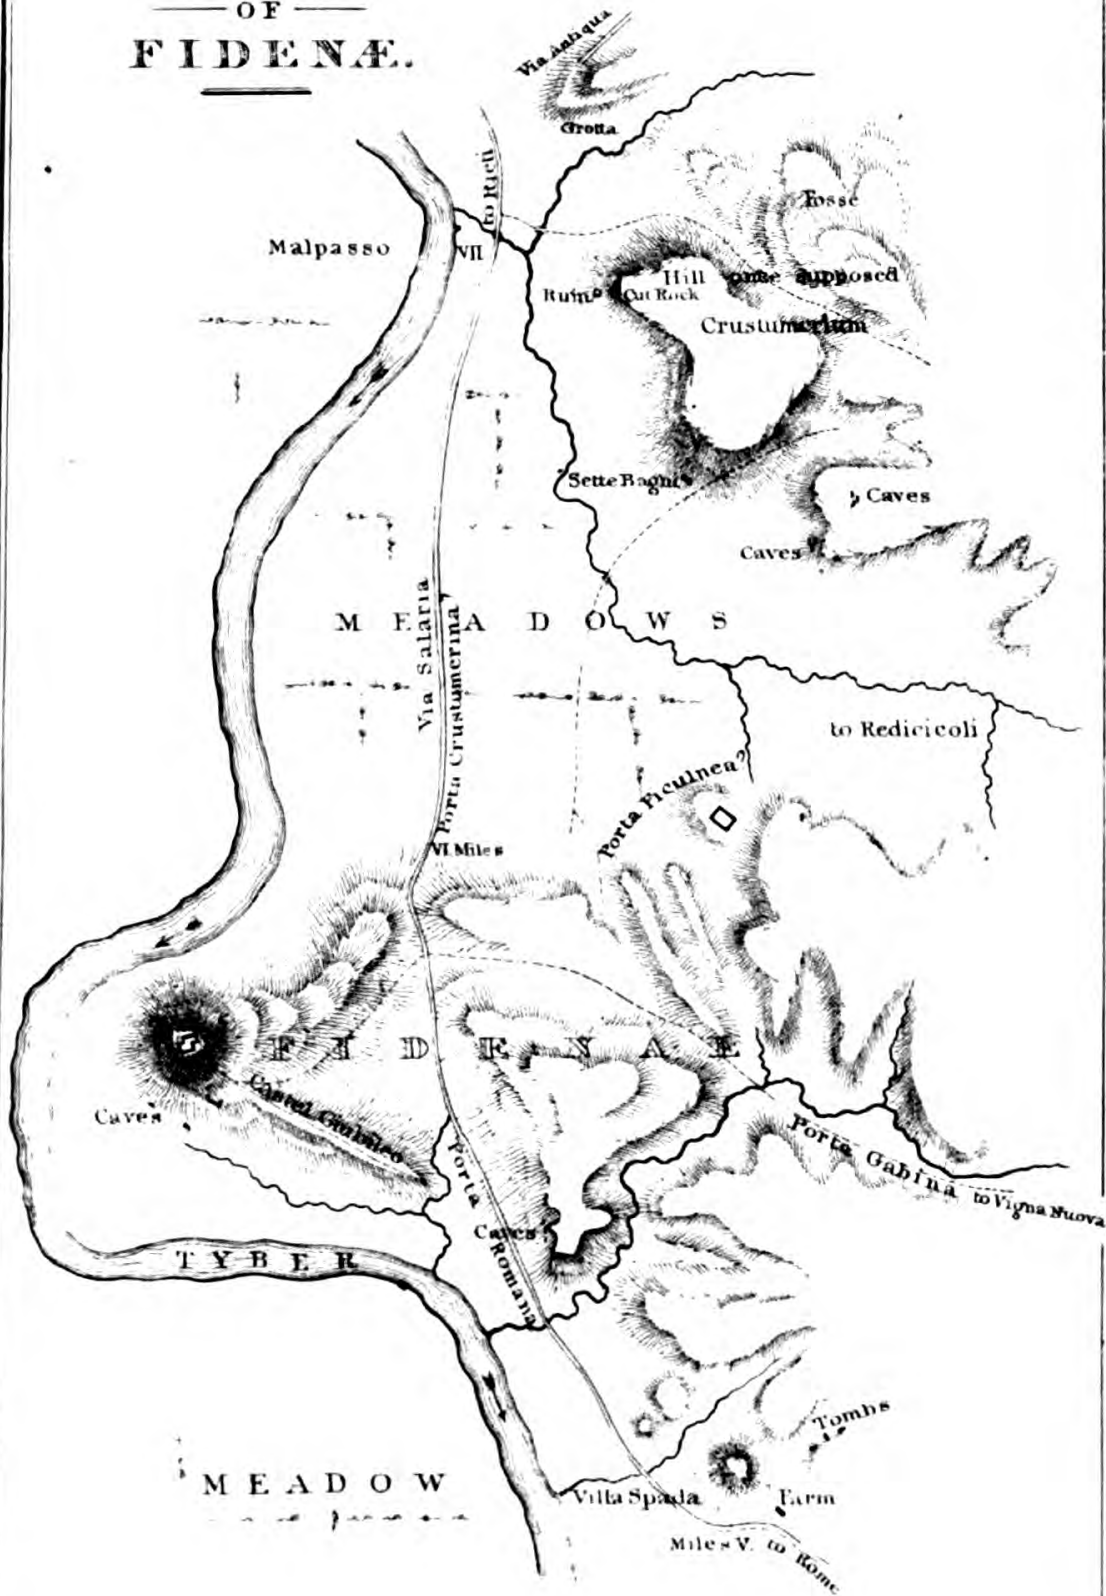 OF
FIDENÆ.
Via Antiqua
Grotta
to Rieti
Fosse
Malpasso
VII
Hill once supposed
Ruins
Cut Rock
Crustumerium
Sette Bagni
Caves
Caves
MEADOWS
Via Salaria
Porta Crustumerina
to Redicicoli
Porta Ficulnea?
VI. Miles
FIDENAE
Castel Giubileo
Caves
Porta Gabina
to Vigna Nuova
Porta Romana
Caves
TYBER
Tombs
MEADOW
Villa Spada
Farm
Miles V. to Rome